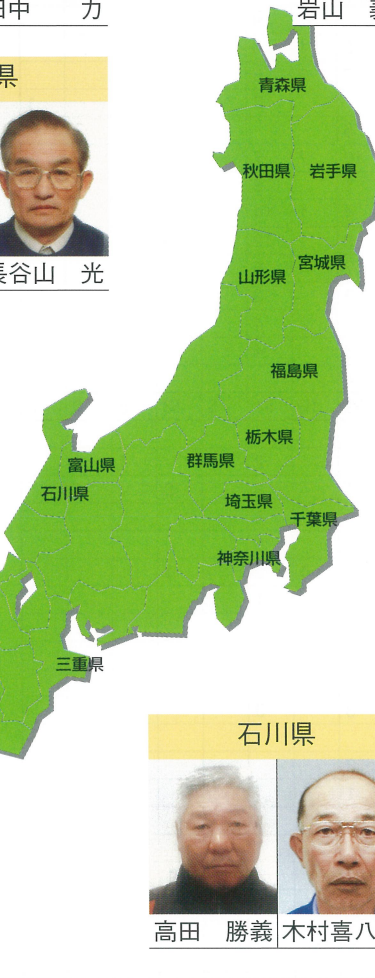 田中　力
岩山　義
県
長谷山　光
青森県
秋田県
岩手県
宮城県
山形県
福島県
栃木県
群馬県
富山県
石川県
埼玉県
千葉県
神奈川県
三重県
石川県
高田　勝義
木村喜八